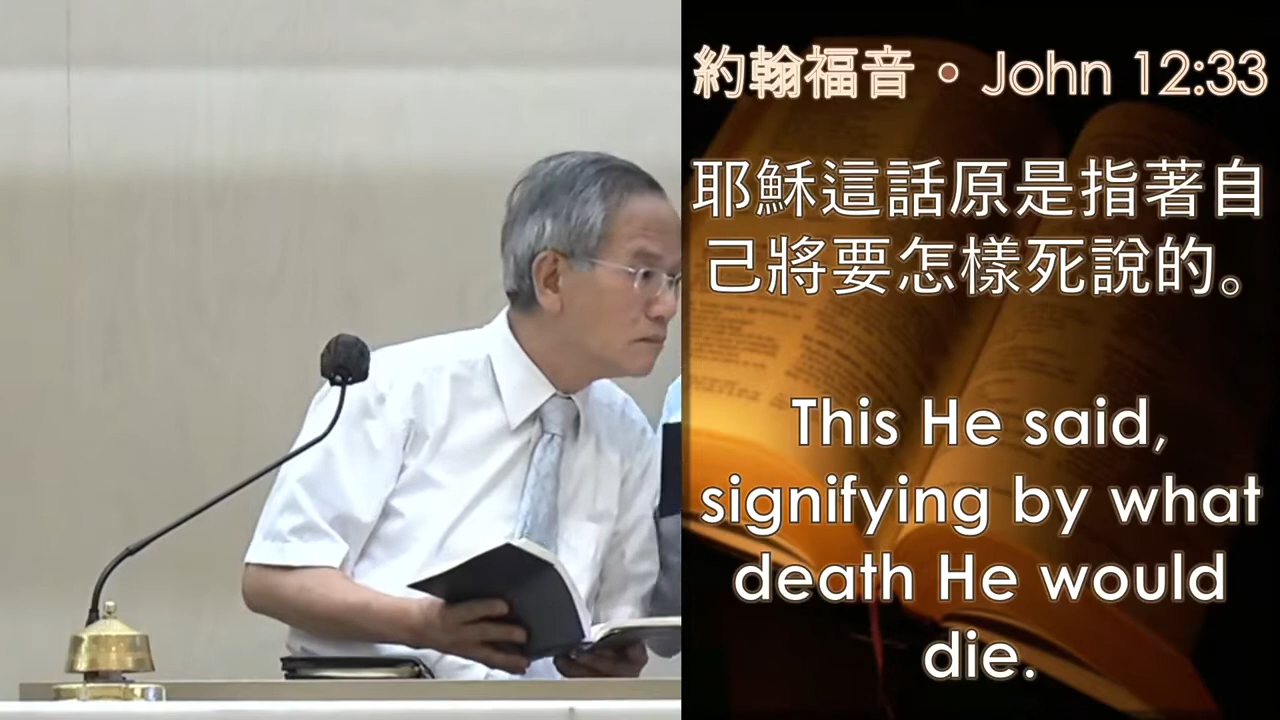 約翰福音•John 12:33
耶穌這話原是指著自
己將要怎樣死說的。
This He said,
signifying by what
death He would
die.